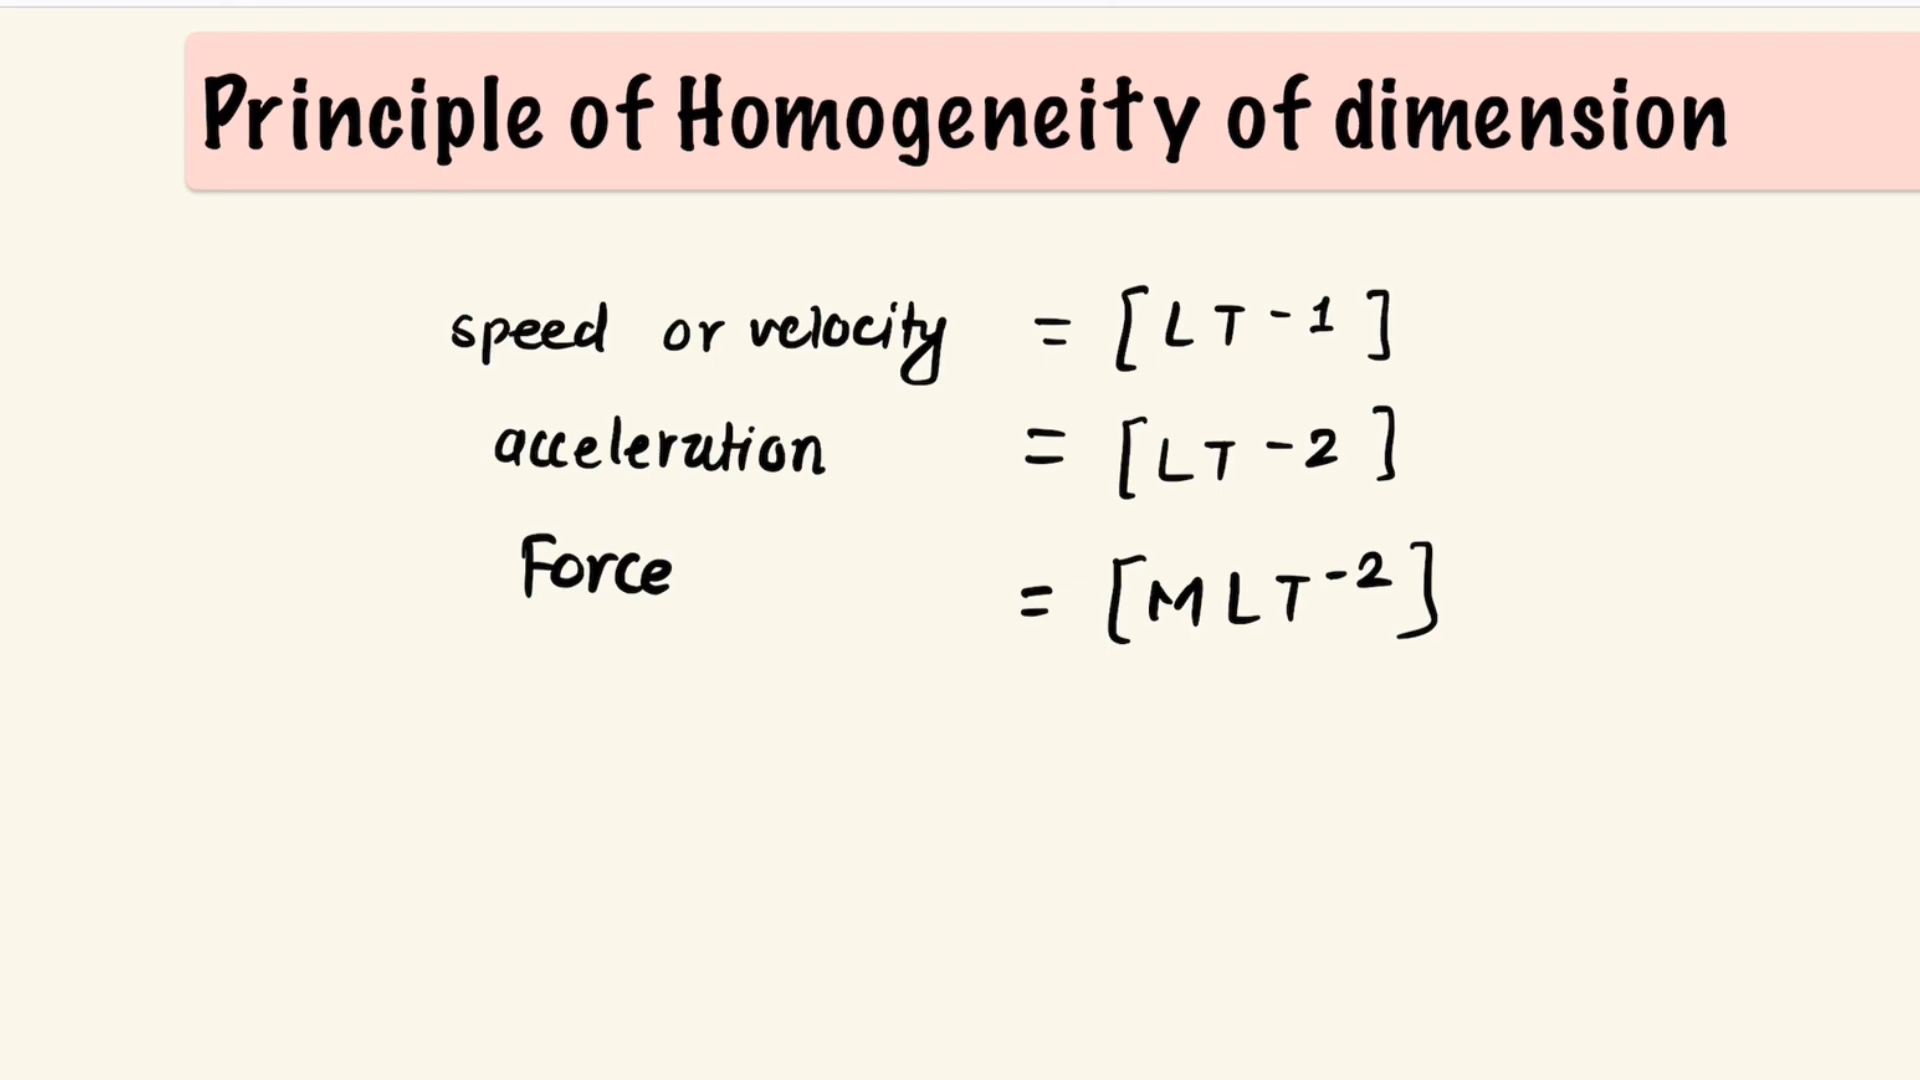 Principle of Homogeneity of dimension
speed or velocity = [LT-1]
acceleration = [LT-2]
Force = [MLT-2]